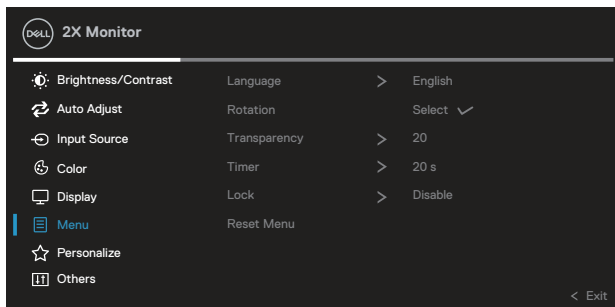 DELL 2X Monitor
Brightness/Contrast Language > English
Auto Adjust Rotation Select ✓
Input Source Transparency > 20
Color Timer > 20 s
Display Lock > Disable
Menu Reset Menu
Personalize
Others
< Exit